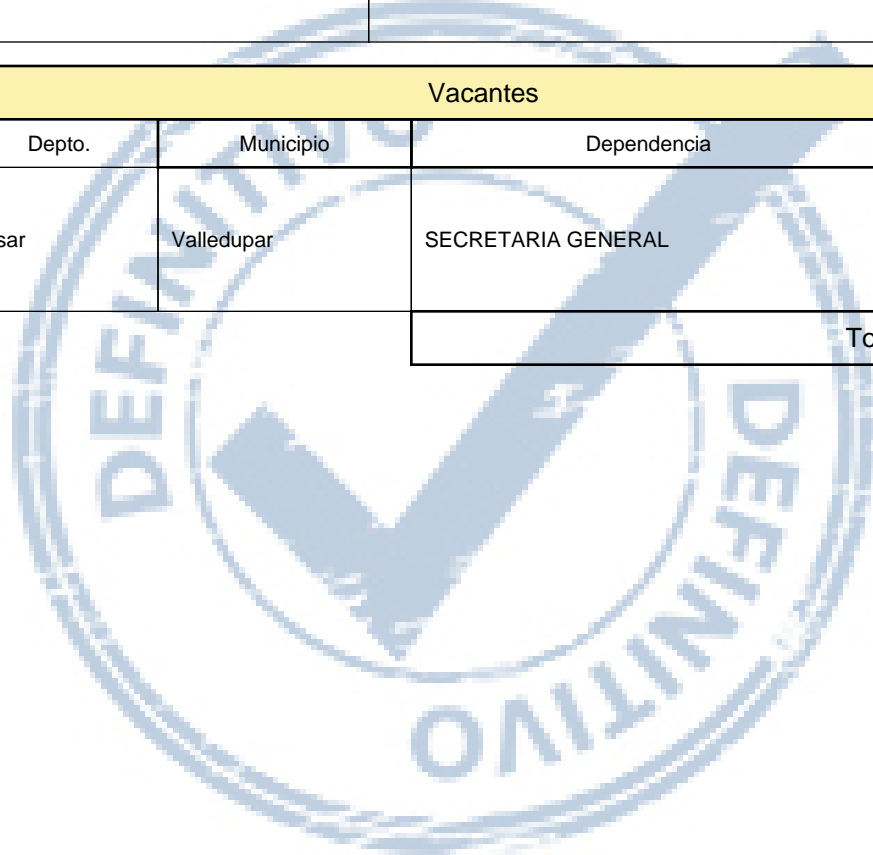 Vacantes
Depto. Municipio Dependencia
sar Valledupar SECRETARIA GENERAL
To
DEFINITIVO
DEFINITIVO